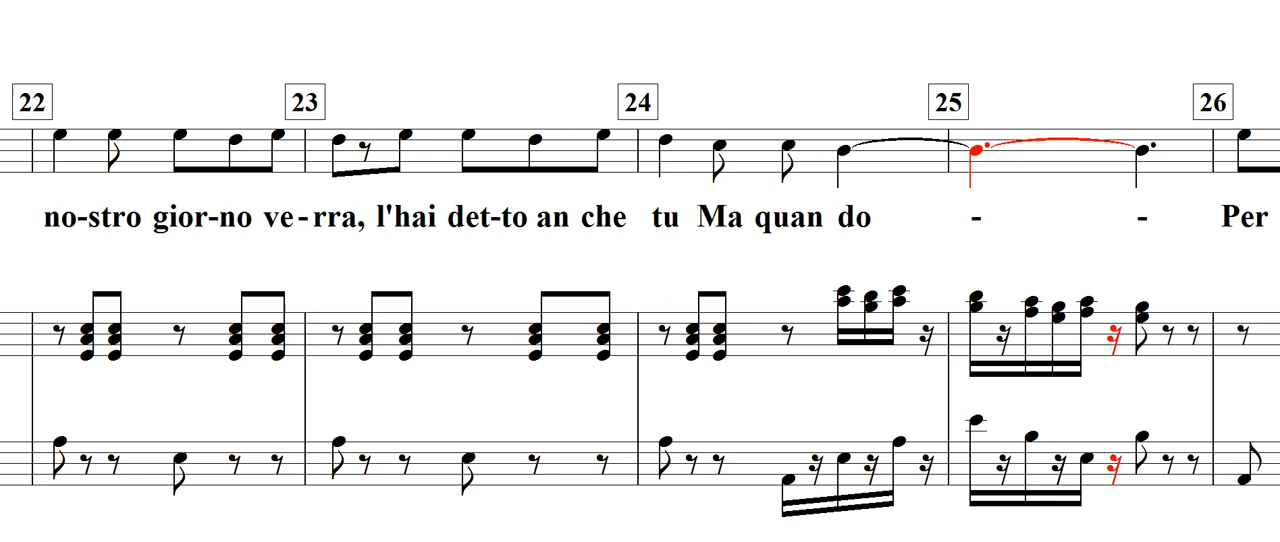 22 23 24 25 26
no-stro gior-no ve-rra, l'hai det-to an che tu Ma quan do - - Per